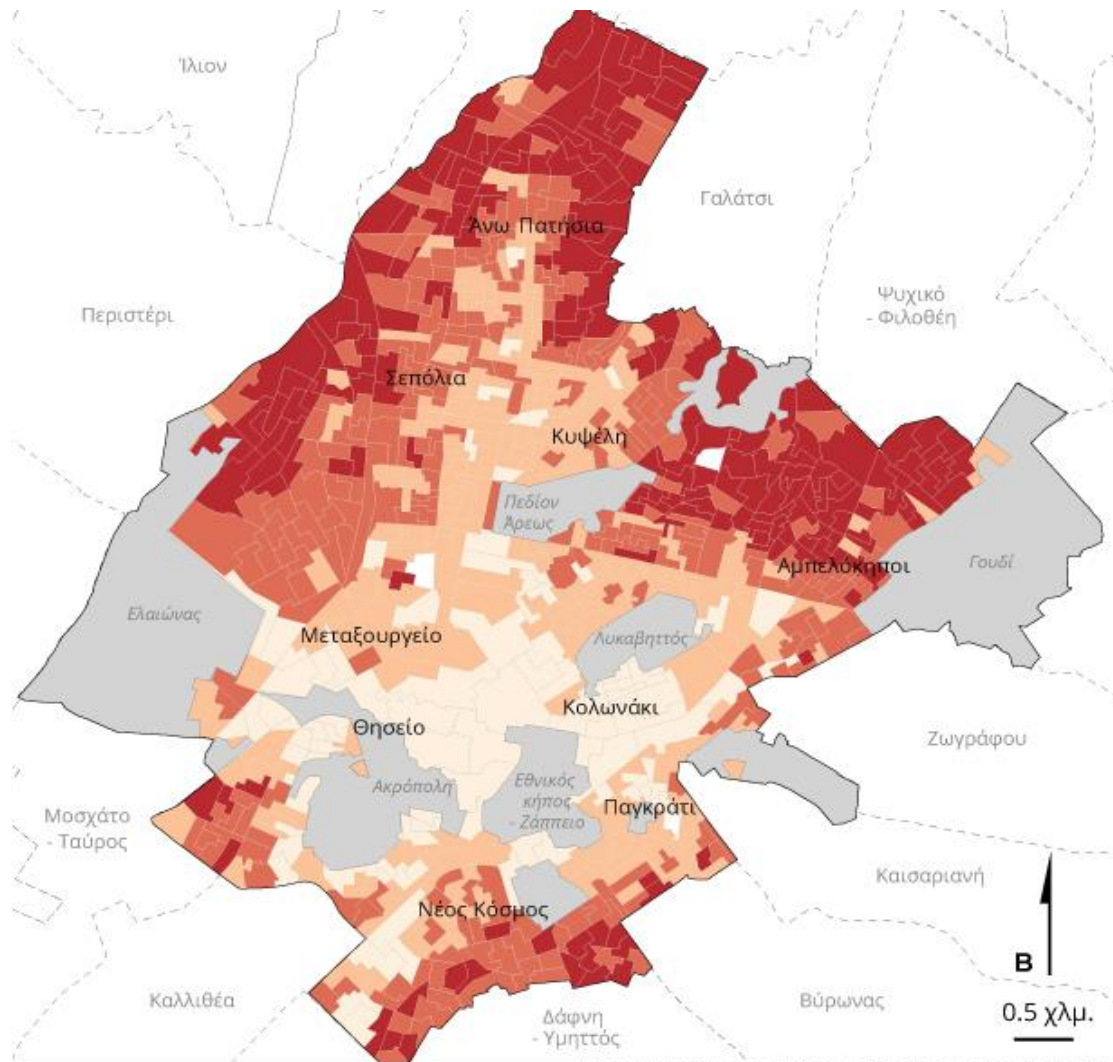 Ίλιον
Γαλάτσι
Άνω Πατήσια
Ψυχικό
- Φιλοθέη
Περιστέρι
Σεπόλια
Κυψέλη
Πεδίον
Άρεως
Αμπελόκηποι
Γουδί
Ελαιώνας
Μεταξουργείο
Λυκαβηττός
Κολωνάκι
Θησείο
Ζωγράφου
Ακρόπολη
Εθνικός
κήπος
- Ζάππειο
Παγκράτι
Μοσχάτο
- Ταύρος
Καισαριανή
Νέος Κόσμος
Β
Καλλιθέα
Βύρωνας
Δάφνη
- Υμηττός
0.5 χλμ.